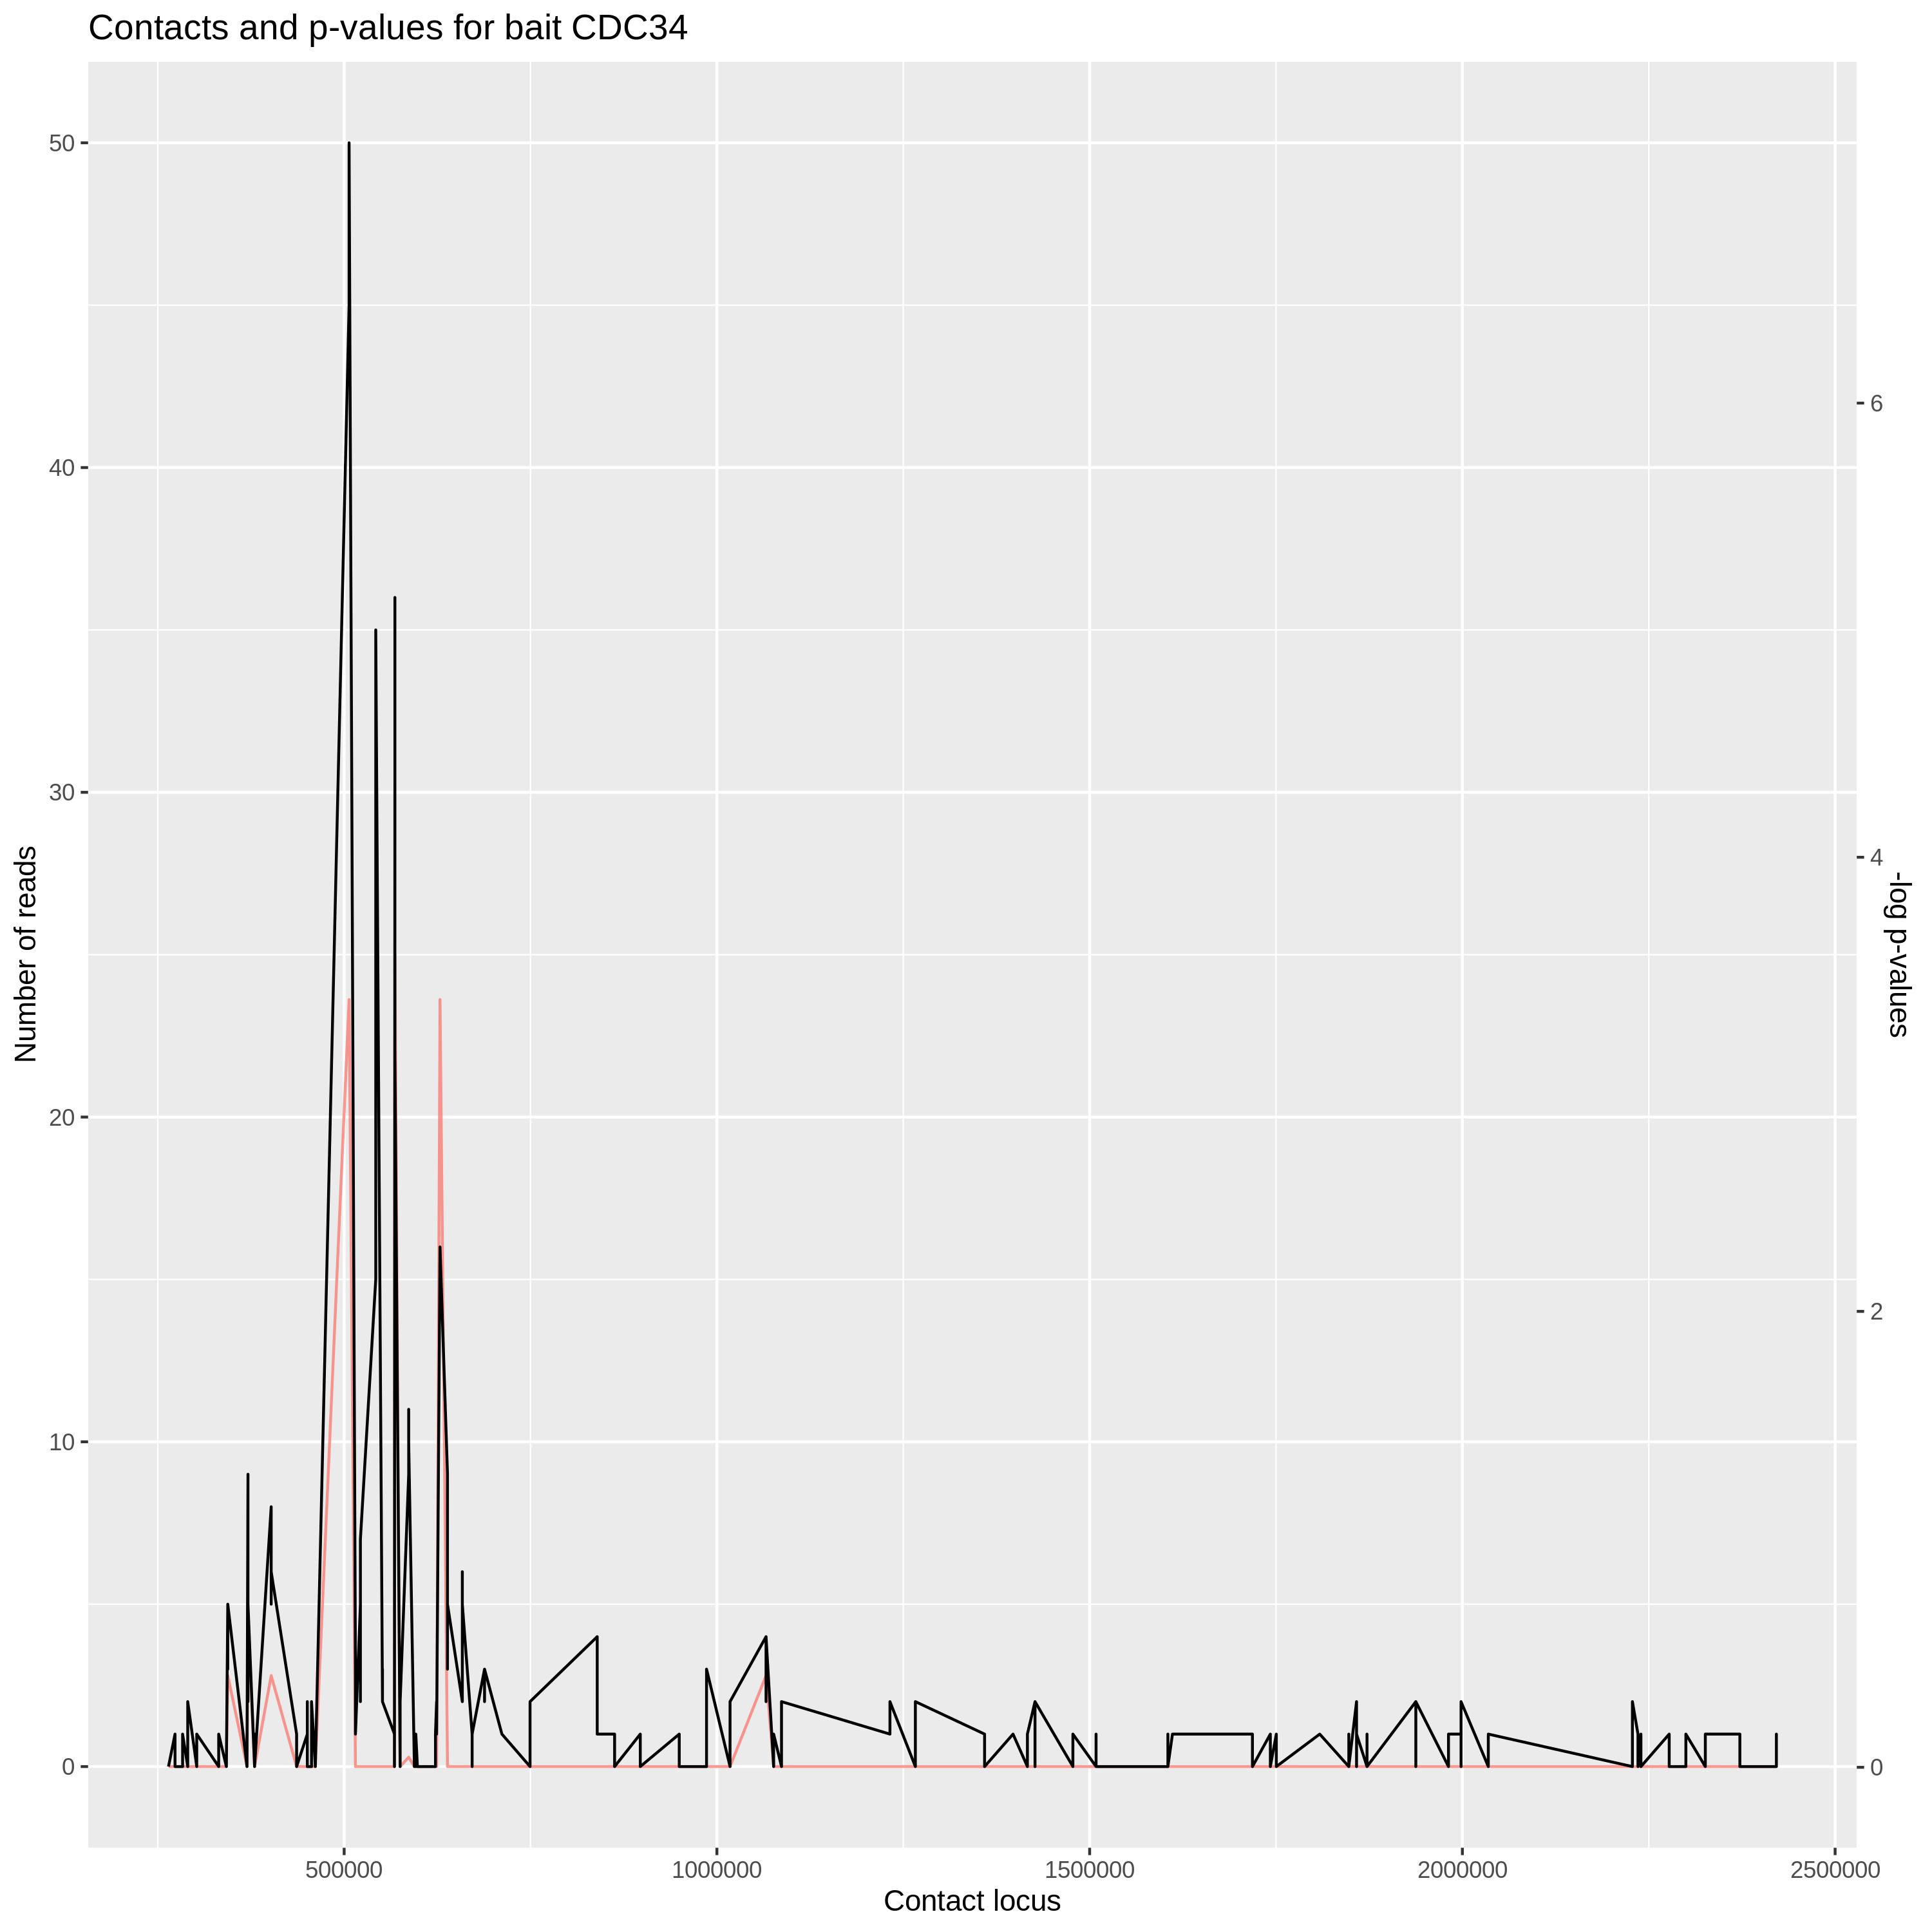 Contacts and p-values for bait CDC34
50
40
30
20
10
0
Number of reads
6
4
2
0
-log p-values
500000 1000000 1500000 2000000 2500000
Contact locus